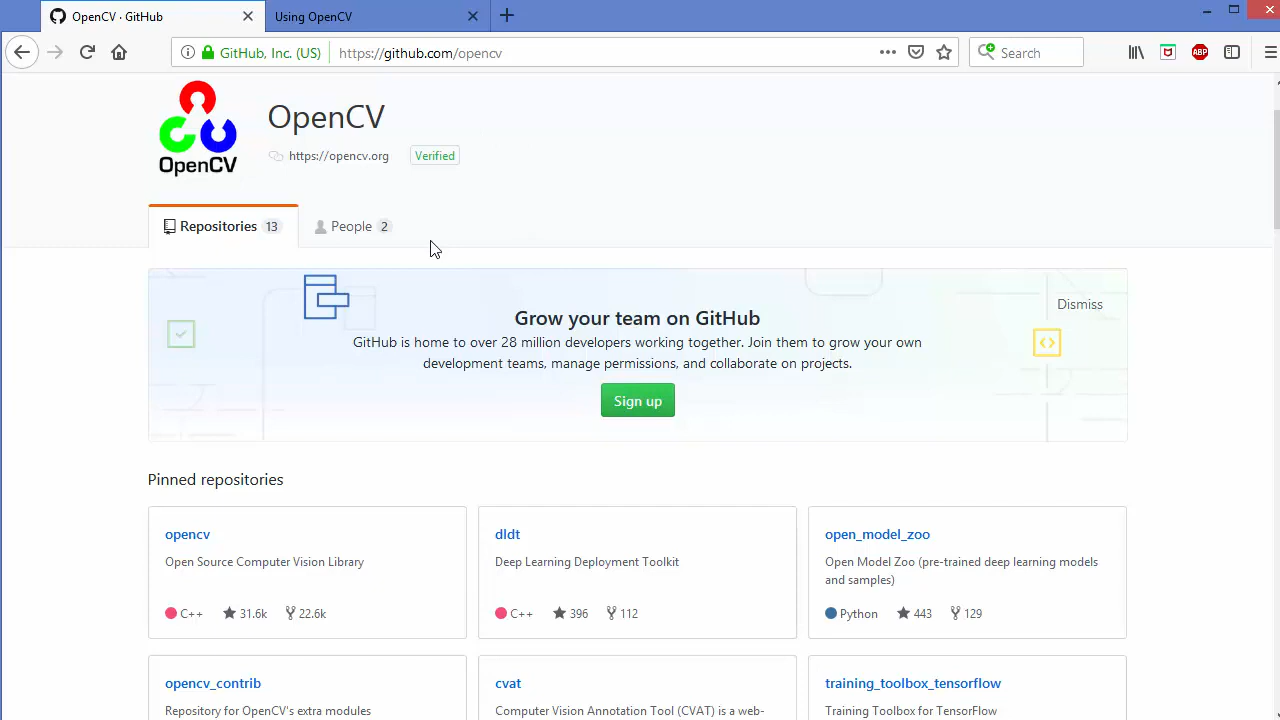 OpenCV · GitHub
Using OpenCV
GitHub, Inc. (US)
https://github.com/opencv
Search
ABP
OpenCV
OpenCV
https://opencv.org
Verified
Repositories 13
People 2
Dismiss
Grow your team on GitHub
GitHub is home to over 28 million developers working together. Join them to grow your own
development teams, manage permissions, and collaborate on projects.
Sign up
Pinned repositories
opencv
Open Source Computer Vision Library
C++ 31.6k 22.6k
dldt
Deep Learning Deployment Toolkit
C++ 396 112
open_model_zoo
Open Model Zoo (pre-trained deep learning models
and samples)
Python 443 129
opencv_contrib
Repository for OpenCV's extra modules
cvat
Computer Vision Annotation Tool (CVAT) is a web-
training_toolbox_tensorflow
Training Toolbox for TensorFlow